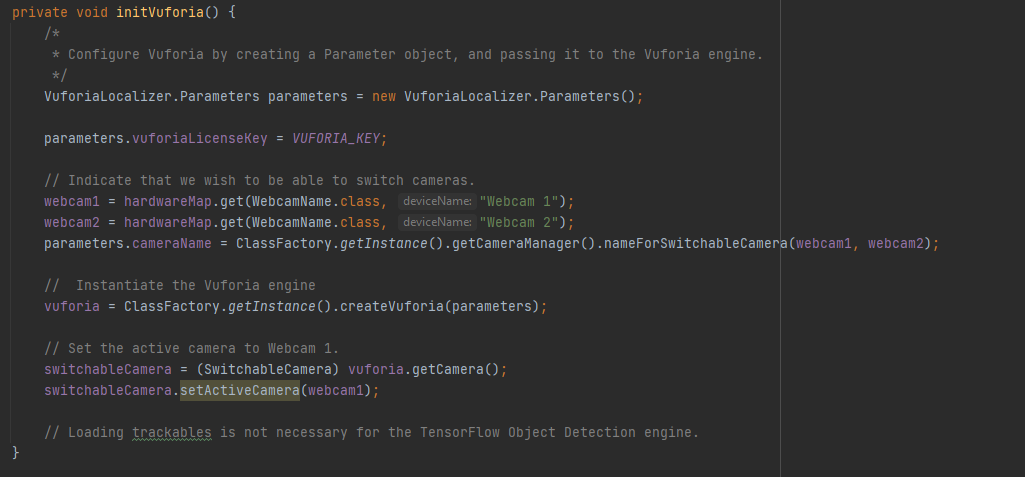 private void initVuforia() {
/*
* Configure Vuforia by creating a Parameter object, and passing it to the Vuforia engine.
*/
VuforiaLocalizer.Parameters parameters = new VuforiaLocalizer.Parameters();
parameters.vuforiaLicenseKey = VUFORIA_KEY;
// Indicate that we wish to be able to switch cameras.
webcam1 = hardwareMap.get(WebcamName.class, deviceName: "Webcam 1");
webcam2 = hardwareMap.get(WebcamName.class, deviceName: "Webcam 2");
parameters.cameraName = ClassFactory.getInstance().getCameraManager().nameForSwitchableCamera(webcam1, webcam2);
//  Instantiate the Vuforia engine
vuforia = ClassFactory.getInstance().createVuforia(parameters);
// Set the active camera to Webcam 1.
switchableCamera = (SwitchableCamera) vuforia.getCamera();
switchableCamera.setActiveCamera(webcam1);
// Loading trackables is not necessary for the TensorFlow Object Detection engine.
}